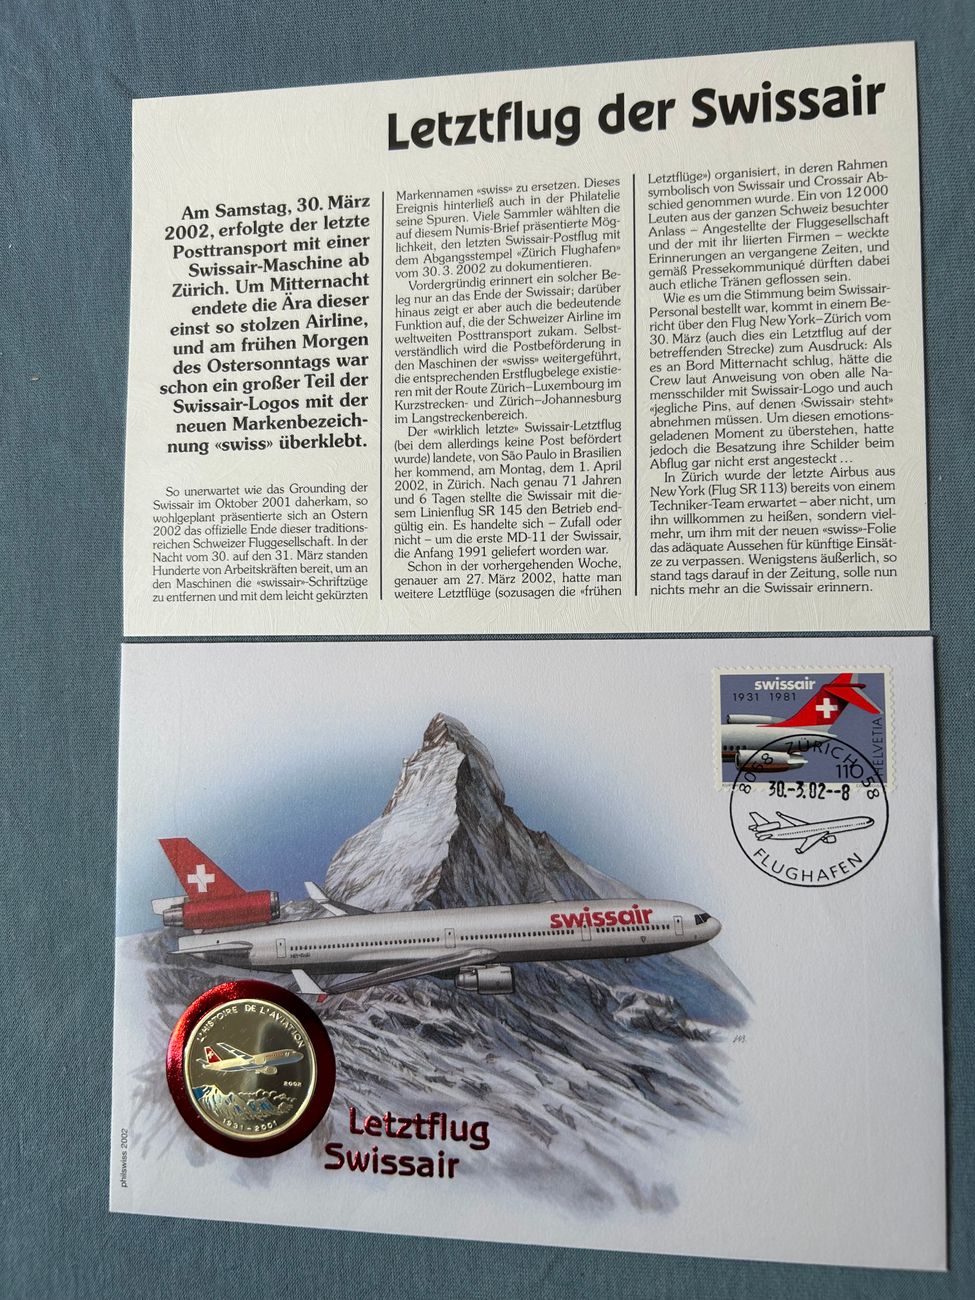 Letztflug der Swissair
Am Samstag, 30. März
2002, erfolgte der letzte
Posttransport mit einer
Swissair-Maschine ab
Zürich. Um Mitternacht
endete die Ära dieser
einst so stolzen Airline,
und am frühen Morgen
des Ostersonntags war
schon ein großer Teil der
Swissair-Logos mit der
neuen Markenbezeich-
nung «swiss» überklebt.
So unerwartet wie das Grounding der
Swissair im Oktober 2001 daherkam, so
wohlgeplant präsentierte sich an Ostern
2002 das offizielle Ende dieser traditions-
reichen Schweizer Fluggesellschaft. In der
Nacht vom 30. auf den 31. März standen
Hunderte von Arbeitskräften bereit, um an
den Maschinen die «swissair»-Schriftzüge
zu entfernen und mit dem leicht gekürzten
Markennamen «swiss» zu ersetzen. Dieses
Ereignis hinterließ auch in der Philatelie
seine Spuren. Viele Sammler wählten die
auf diesem Numis-Brief präsentierte Mög-
lichkeit, den letzten Swissair-Postflug mit
dem Abgangsstempel «Zürich Flughafen»
vom 30. 3. 2002 zu dokumentieren.
Vordergründig erinnert ein solcher Be-
leg nur an das Ende der Swissair; darüber
hinaus zeigt er aber auch die bedeutende
Funktion auf, die der Schweizer Airline im
weltweiten Posttransport zukam. Selbst-
verständlich wird die Postbeförderung in
den Maschinen der «swiss» weitergeführt,
die entsprechenden Erstflugbelege existie-
ren mit der Route Zürich–Luxembourg im
Kurzstrecken- und Zürich–Johannesburg
im Langstreckenbereich.
Der «wirklich letzte» Swissair-Letztflug
(bei dem allerdings keine Post befördert
wurde) landete, von São Paulo in Brasilien
her kommend, am Montag, dem 1. April
2002, in Zürich. Nach genau 71 Jahren
und 6 Tagen stellte die Swissair mit die-
sem Linienflug SR 145 den Betrieb end-
gültig ein. Es handelte sich – Zufall oder
nicht – um die erste MD-11 der Swissair,
die Anfang 1991 geliefert worden war.
Schon in der vorhergehenden Woche,
genauer am 27. März 2002, hatte man
weitere Letztflüge (sozusagen die «frühen
Letztflüge») organisiert, in deren Rahmen
symbolisch von Swissair und Crossair Ab-
schied genommen wurde. Ein von 12 000
Leuten aus der ganzen Schweiz besuchter
Anlass – Angestellte der Fluggesellschaft
und der mit ihr liierten Firmen – weckte
Erinnerungen an vergangene Zeiten, und
gemäß Pressekommuniqué dürften dabei
auch etliche Tränen geflossen sein.
Wie es um die Stimmung beim Swissair-
Personal bestellt war, kommt in einem Be-
richt über den Flug New York–Zürich vom
30. März (auch dies ein Letztflug auf der
betreffenden Strecke) zum Ausdruck: Als
es an Bord Mitternacht schlug, hätte die
Crew laut Anweisung von oben alle Na-
mensschilder mit Swissair-Logo und auch
«jegliche Pins, auf denen ‹Swissair› steht»
abnehmen müssen. Um diesen emotions-
geladenen Moment zu überstehen, hatte
jedoch die Besatzung ihre Schilder beim
Abflug gar nicht erst angesteckt ...
In Zürich wurde der letzte Airbus aus
New York (Flug SR 113) bereits von einem
Techniker-Team erwartet – aber nicht, um
ihn willkommen zu heißen, sondern viel-
mehr, um ihm mit der neuen «swiss»-Folie
das adäquate Aussehen für künftige Einsät-
ze zu verpassen. Wenigstens äußerlich, so
stand tags darauf in der Zeitung, solle nun
nichts mehr an die Swissair erinnern.
swissair
1931 1981
HELVETIA
110
8058 ZÜRICH 58
30.-3.02--8
FLUGHAFEN
swissair
L'HISTOIRE DE L'AVIATION
2002
1931 - 2001
Letztflug
Swissair
philswiss 2002